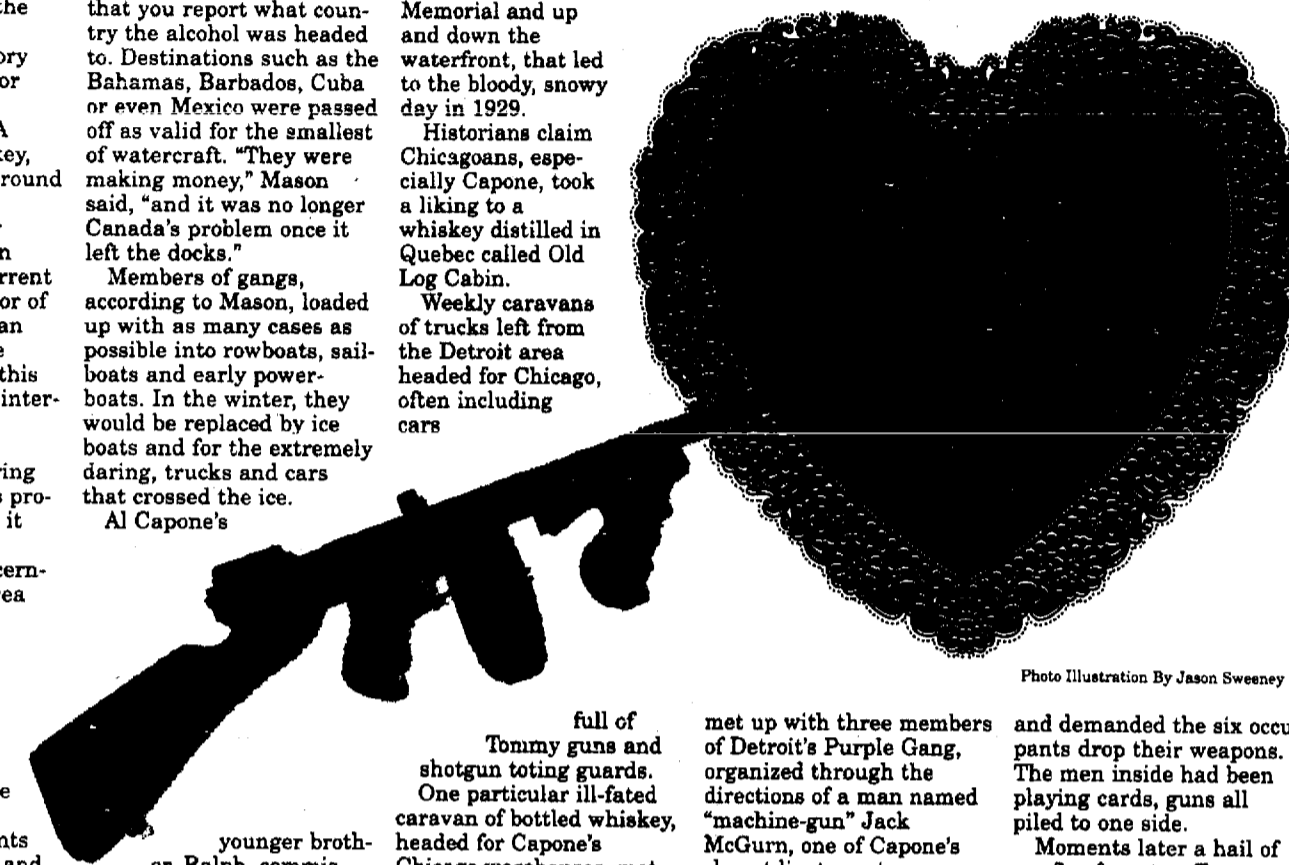 the
ory
or
A
key,
round
n
rrent
or of
an
e
this
inter-
ring
s pro-
it
cern-
rea
e
nts
and
that you report what coun-
try the alcohol was headed
to. Destinations such as the
Bahamas, Barbados, Cuba
or even Mexico were passed
off as valid for the smallest
of watercraft. “They were
making money,” Mason
said, “and it was no longer
Canada’s problem once it
left the docks.”
Members of gangs,
according to Mason, loaded
up with as many cases as
possible into rowboats, sail-
boats and early power-
boats. In the winter, they
would be replaced by ice
boats and for the extremely
daring, trucks and cars
that crossed the ice.
Al Capone’s
younger broth-
er Ralph, commis-
Memorial and up
and down the
waterfront, that led
to the bloody, snowy
day in 1929.
Historians claim
Chicagoans, espe-
cially Capone, took
a liking to a
whiskey distilled in
Quebec called Old
Log Cabin.
Weekly caravans
of trucks left from
the Detroit area
headed for Chicago,
often including
cars
full of
Tommy guns and
shotgun toting guards.
One particular ill-fated
caravan of bottled whiskey,
headed for Capone’s
Chicago warehouses, met
Photo Illustration By Jason Sweeney
met up with three members
of Detroit’s Purple Gang,
organized through the
directions of a man named
“machine-gun” Jack
McGurn, one of Capone’s
and demanded the six occu
pants drop their weapons.
The men inside had been
playing cards, guns all
piled to one side.
Moments later a hail of